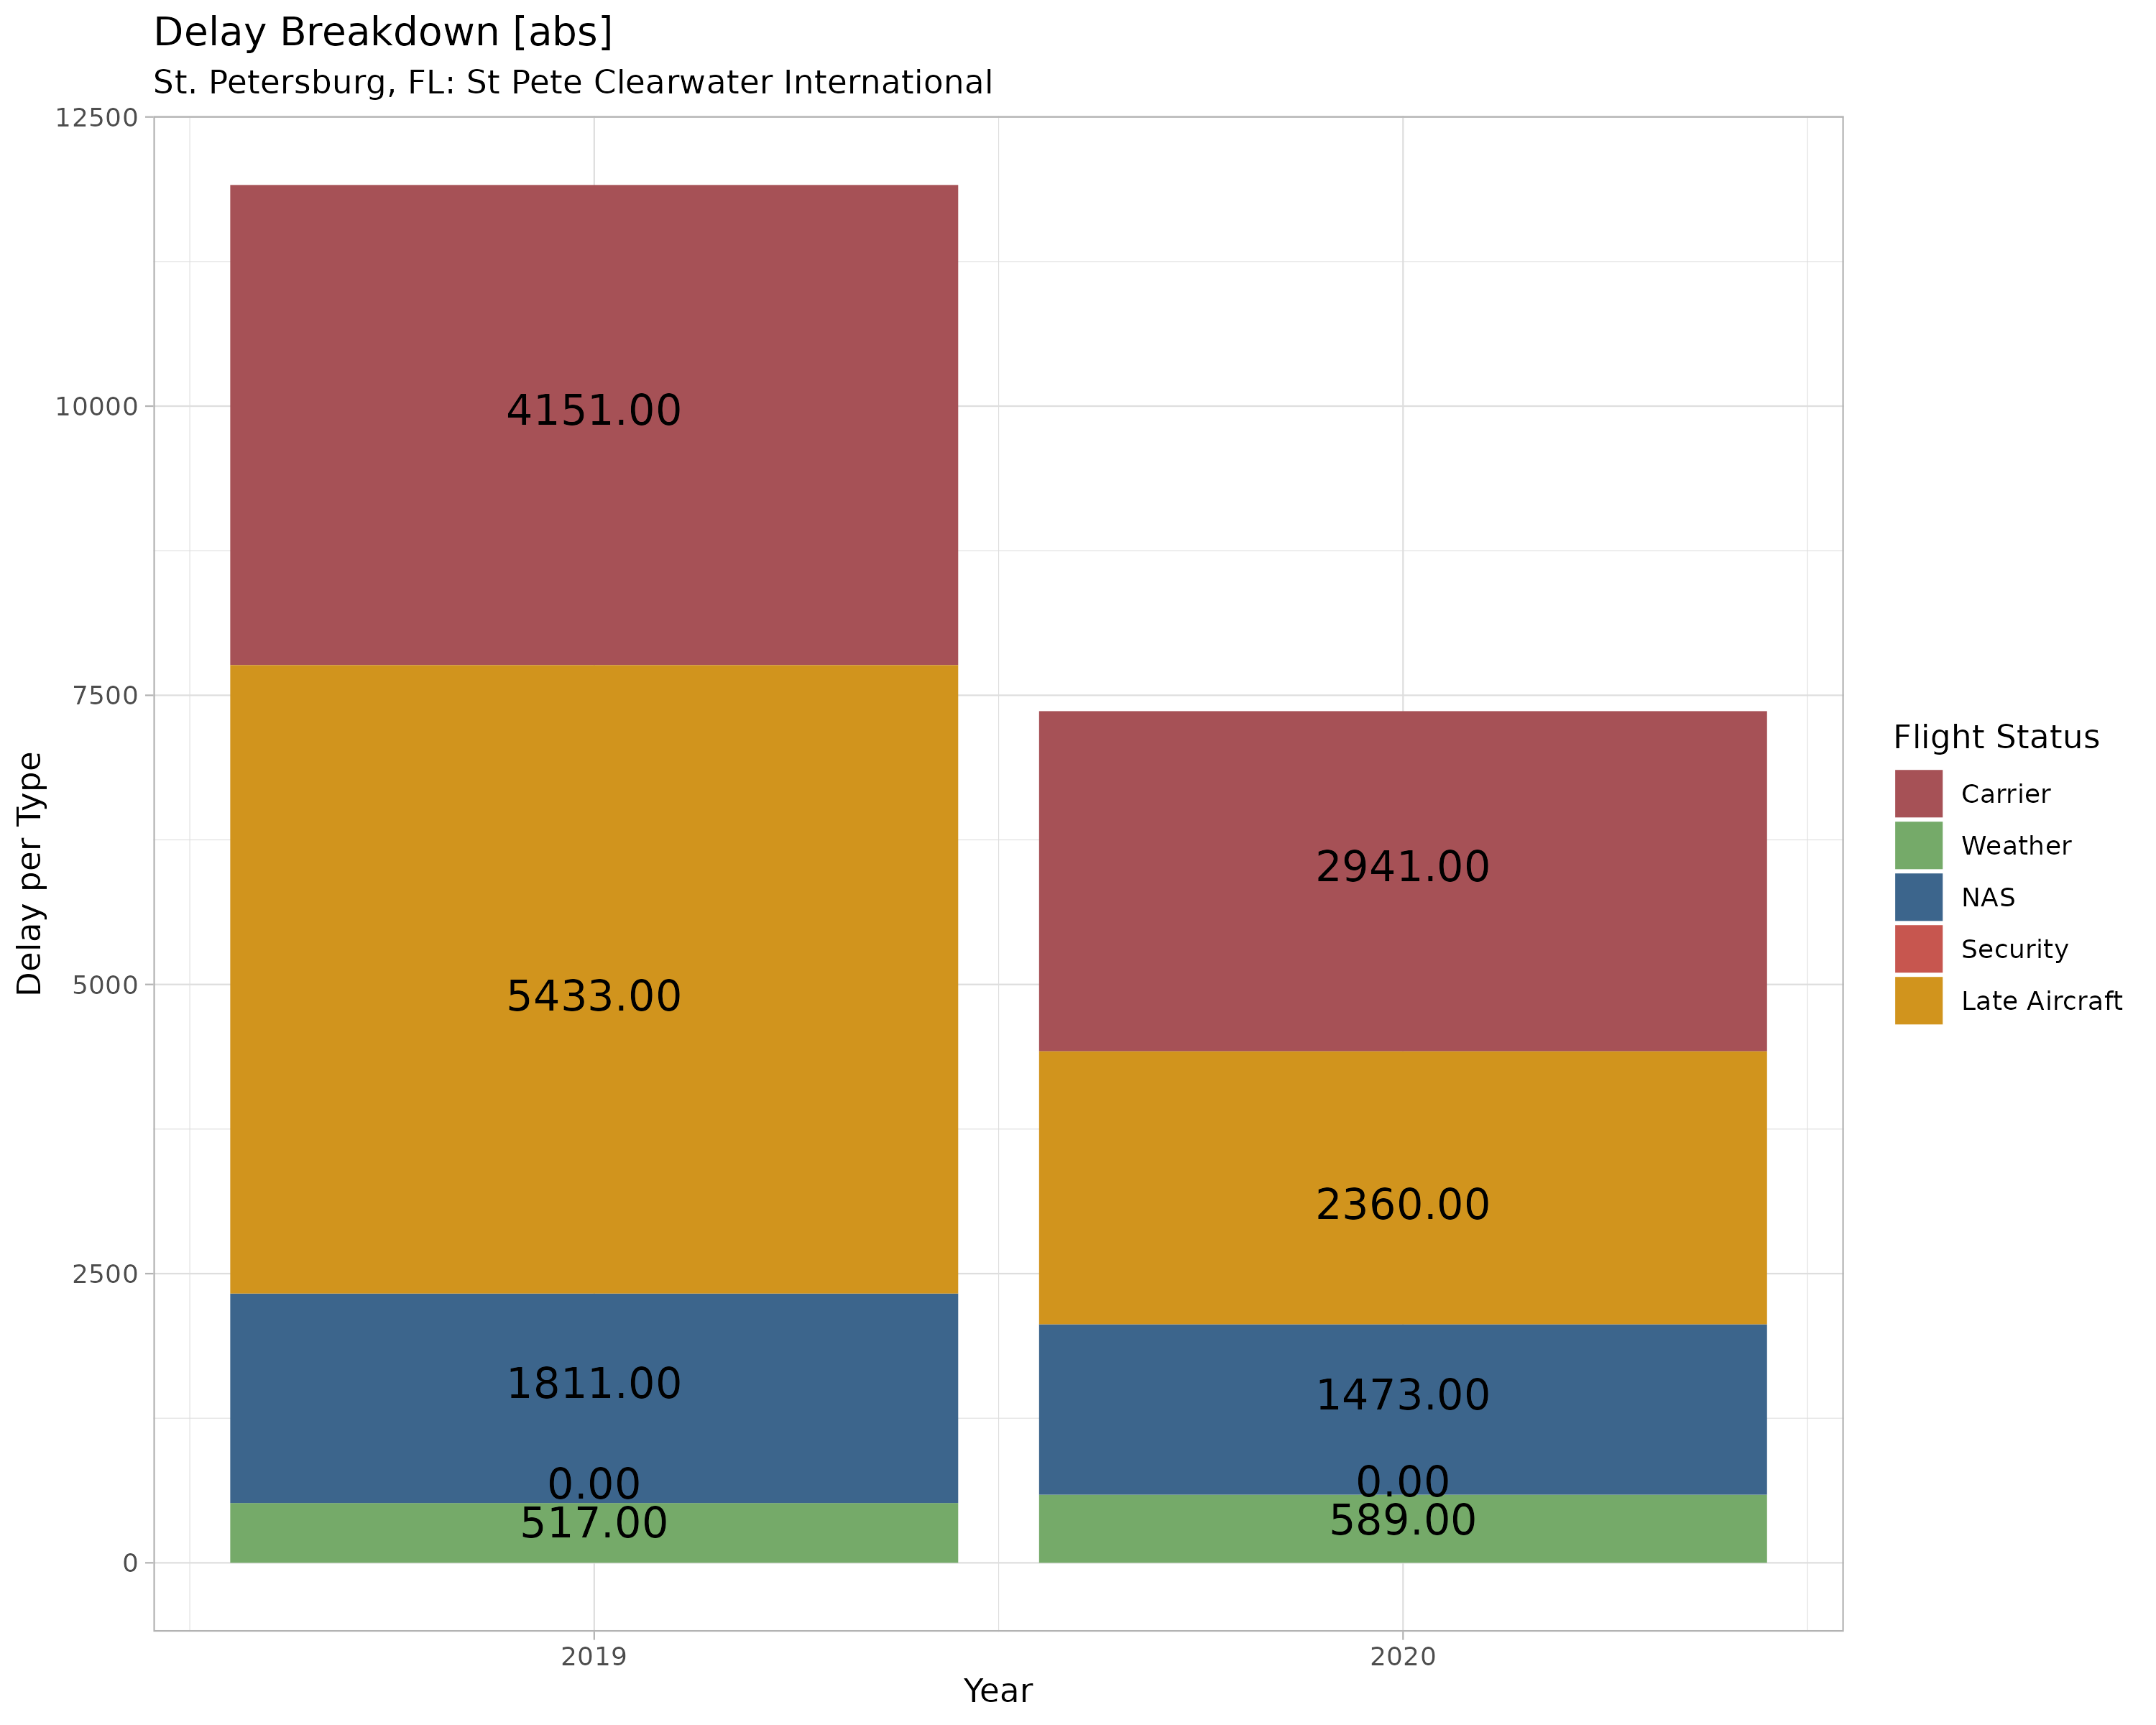 Delay Breakdown [abs]
St. Petersburg, FL: St Pete Clearwater International
12500
10000
7500
5000
2500
0
Delay per Type
4151.00
5433.00
1811.00
0.00
517.00
2941.00
2360.00
1473.00
0.00
589.00
2019
2020
Year
Flight Status
Carrier
Weather
NAS
Security
Late Aircraft